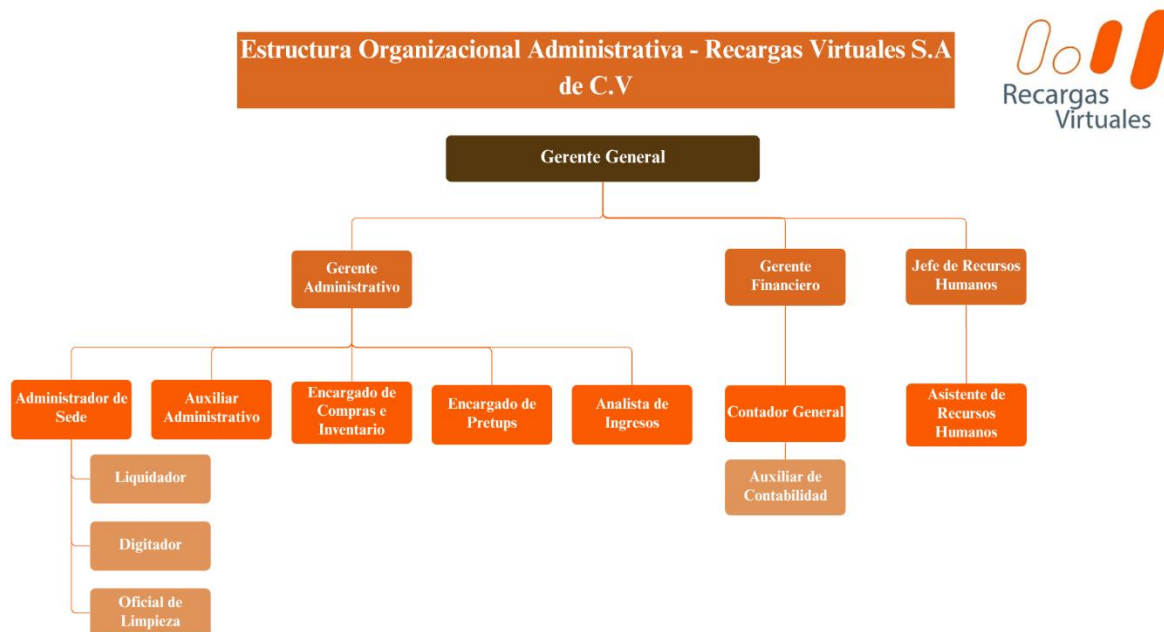 Estructura Organizacional Administrativa - Recargas Virtuales S.A
de C.V
Recargas
Virtuales
Gerente General
Gerente
Administrativo
Gerente
Financiero
Jefe de Recursos
Humanos
Administrador de
Sede
Auxiliar
Administrativo
Encargado de
Compras e
Inventario
Encargado de
Pretups
Analista de
Ingresos
Contador General
Asistente de
Recursos
Humanos
Liquidador
Auxiliar de
Contabilidad
Digitador
Oficial de
Limpieza